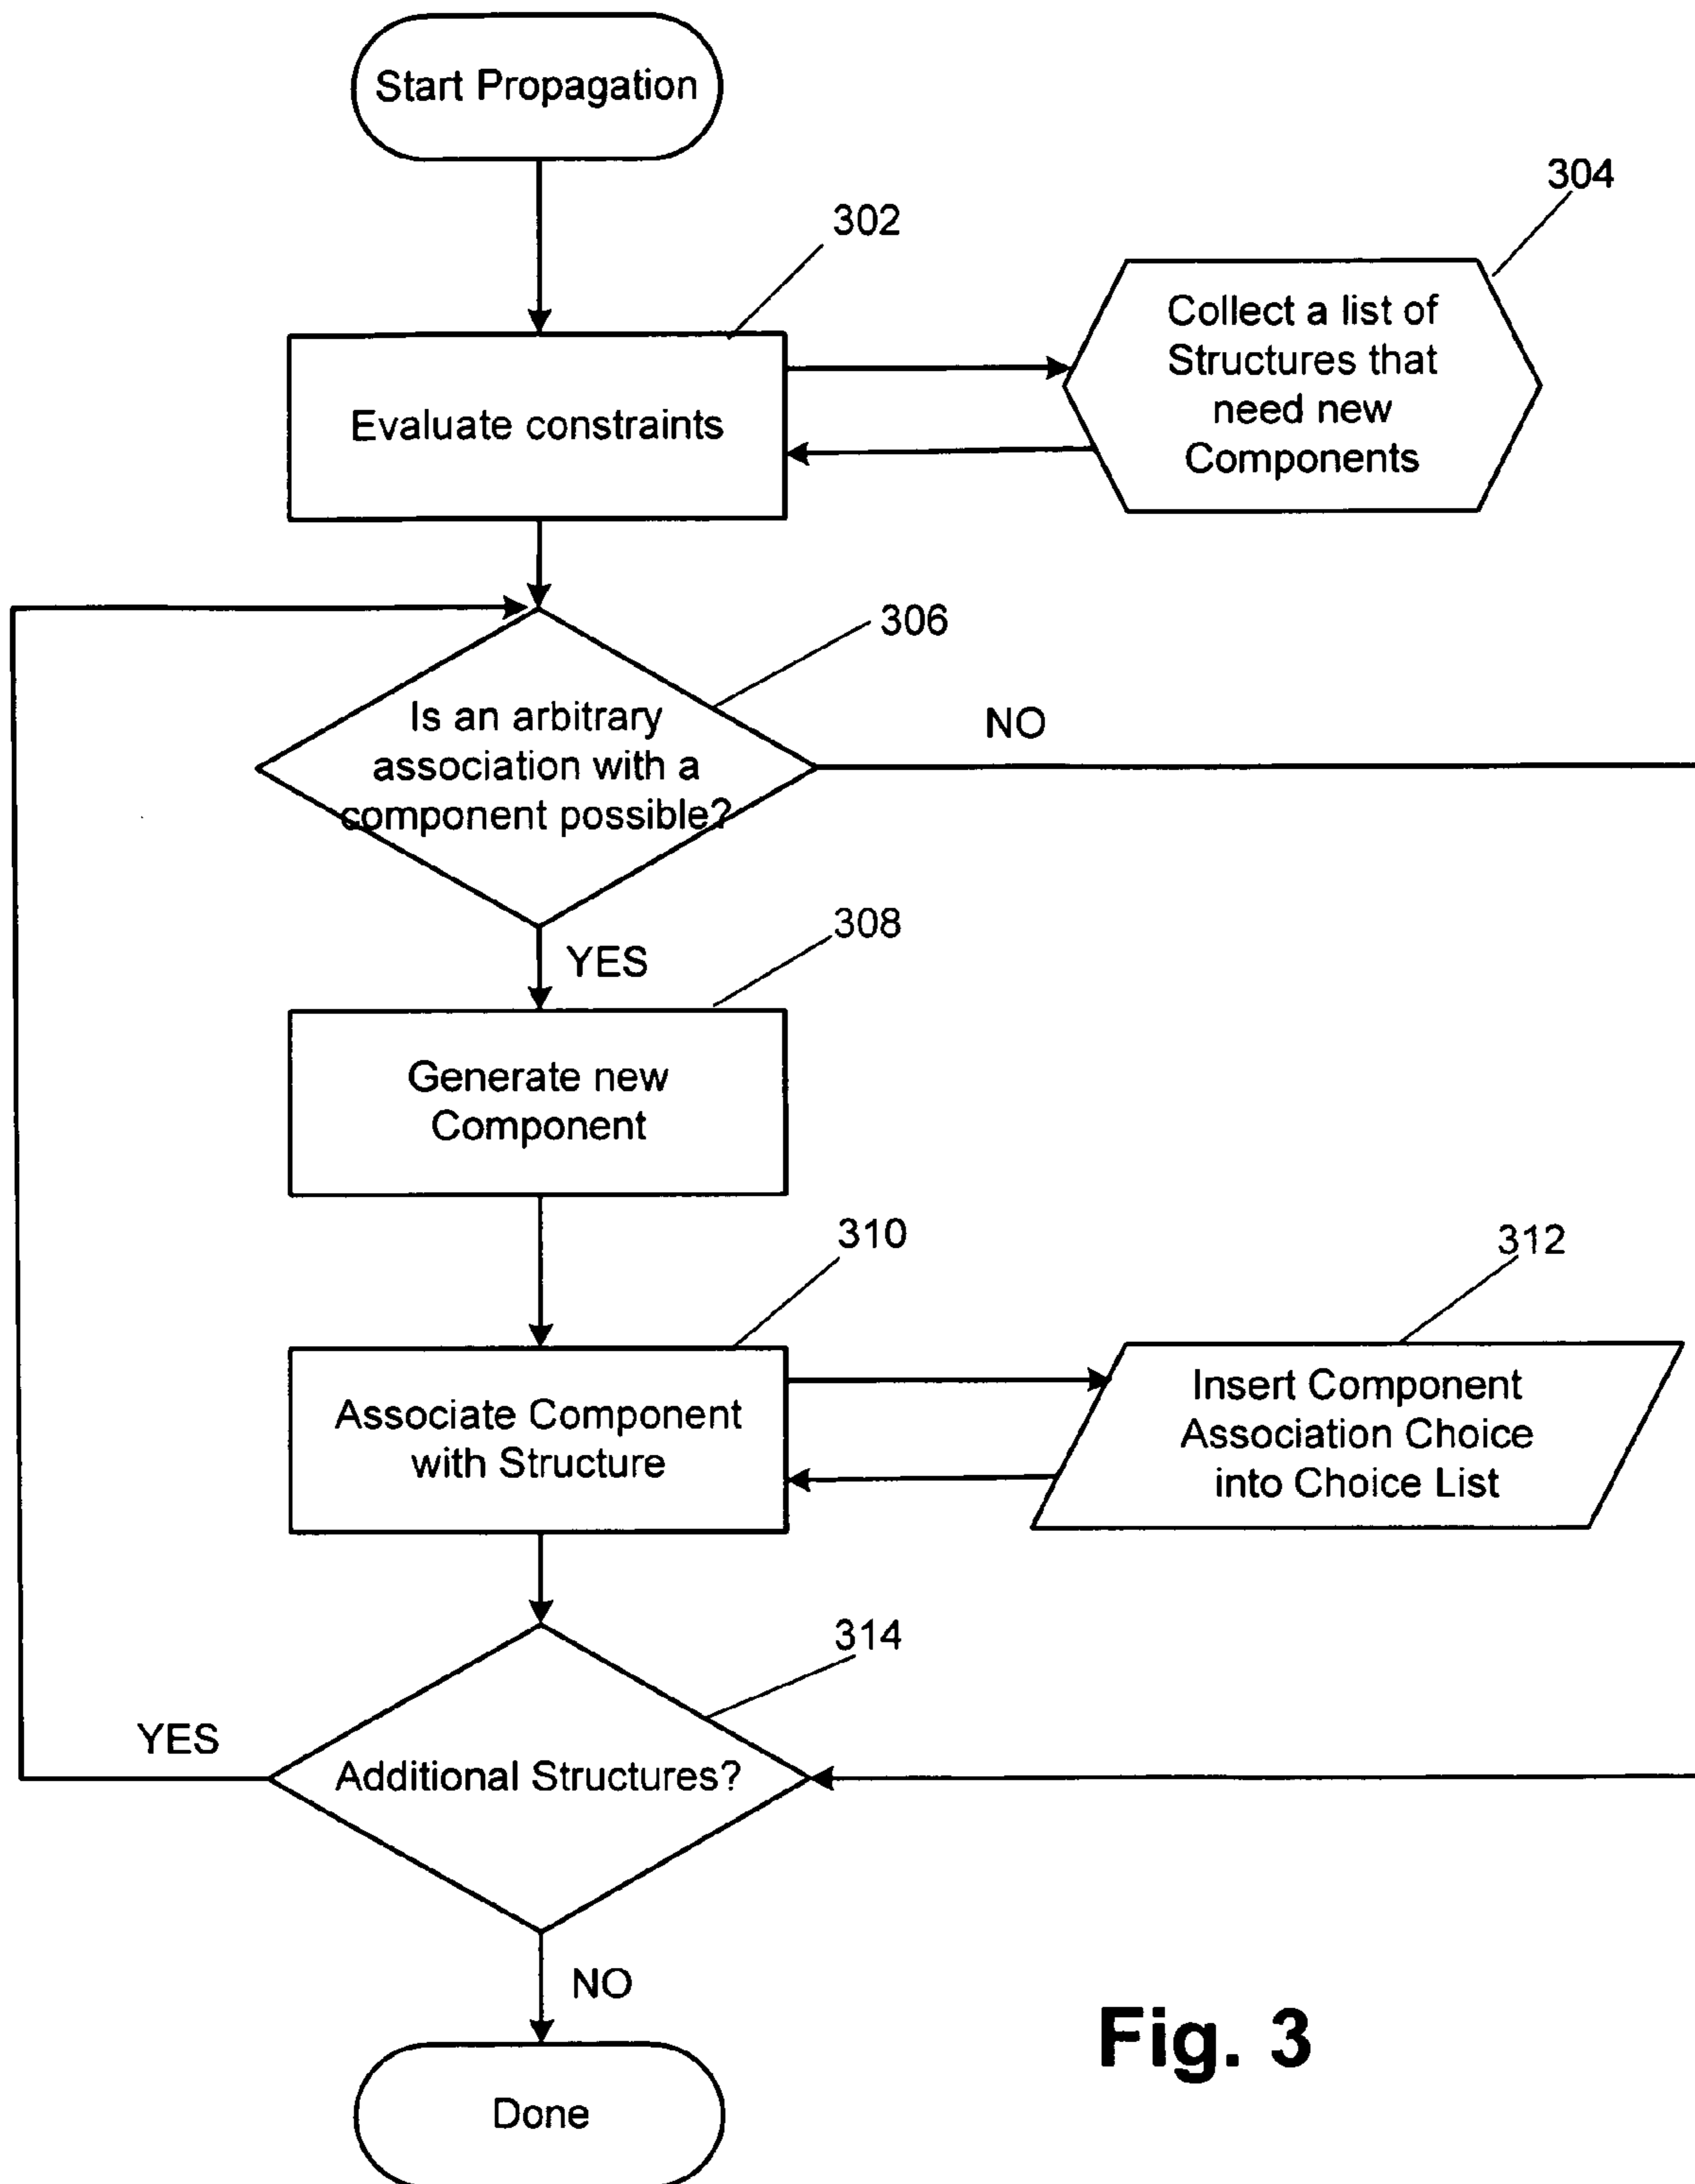 Start Propagation
302
304
Evaluate constraints
Collect a list of
Structures that
need new
Components
306
Is an arbitrary
association with a
component possible?
NO
YES
308
Generate new
Component
310
312
Associate Component
with Structure
Insert Component
Association Choice
into Choice List
314
YES
Additional Structures?
NO
Done
Fig. 3